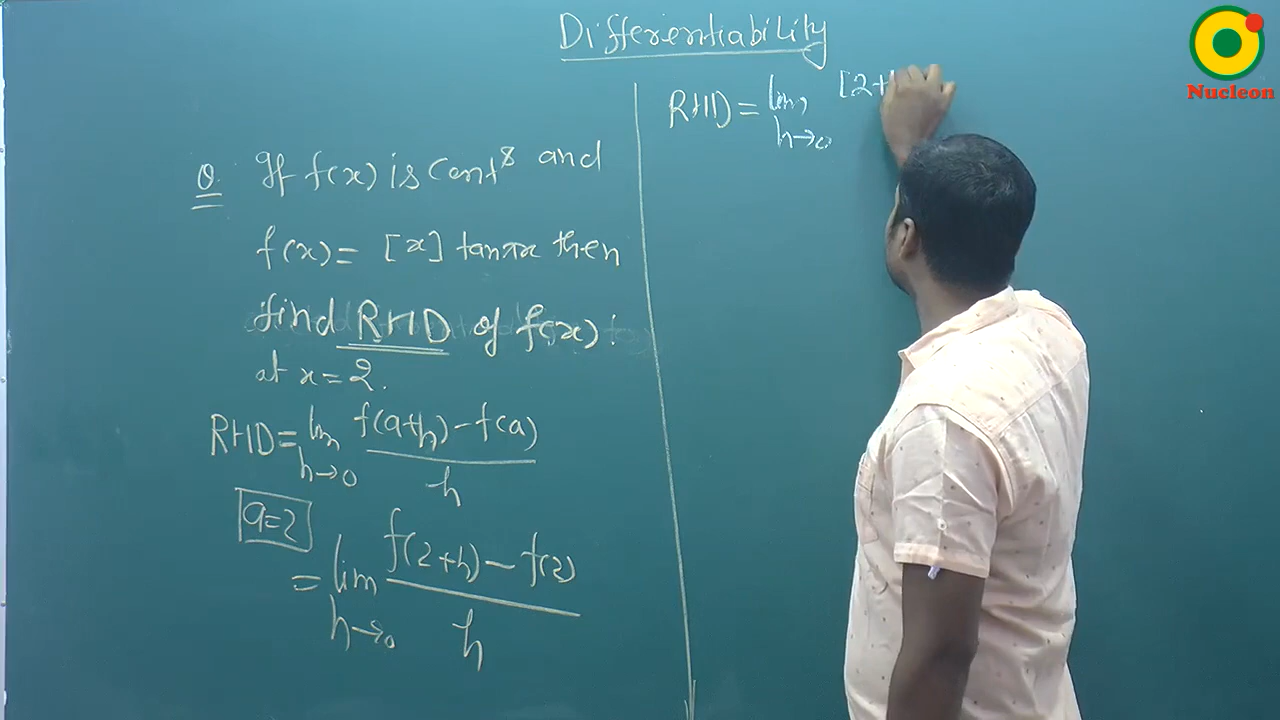 Differentiability
Nucleon
Q. If f(x) is Cont^s and
f(x) = [x] tanπx then
find RHD of f(x):
at x = 2.
RHD = lim h→0 f(a+h) – f(a) / h
a=2
= lim h→0 f(2+h) – f(2) / h
RHD = lim h→0 [2+